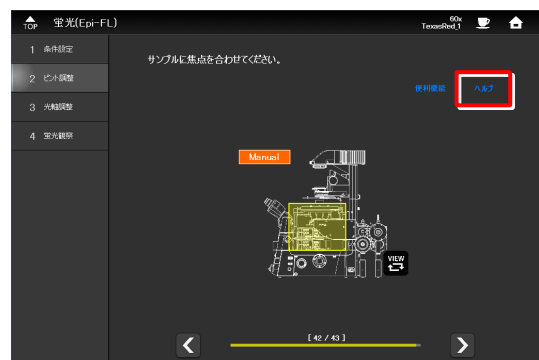 TOP 蛍光(Epi-FL)
60x
TexasRed_1
1 条件設定
2 ピント調整
3 光軸調整
4 蛍光観察
サンプルに焦点を合わせてください。
便利機能 ヘルプ
Manual
VIEW
[ 42 / 43 ]